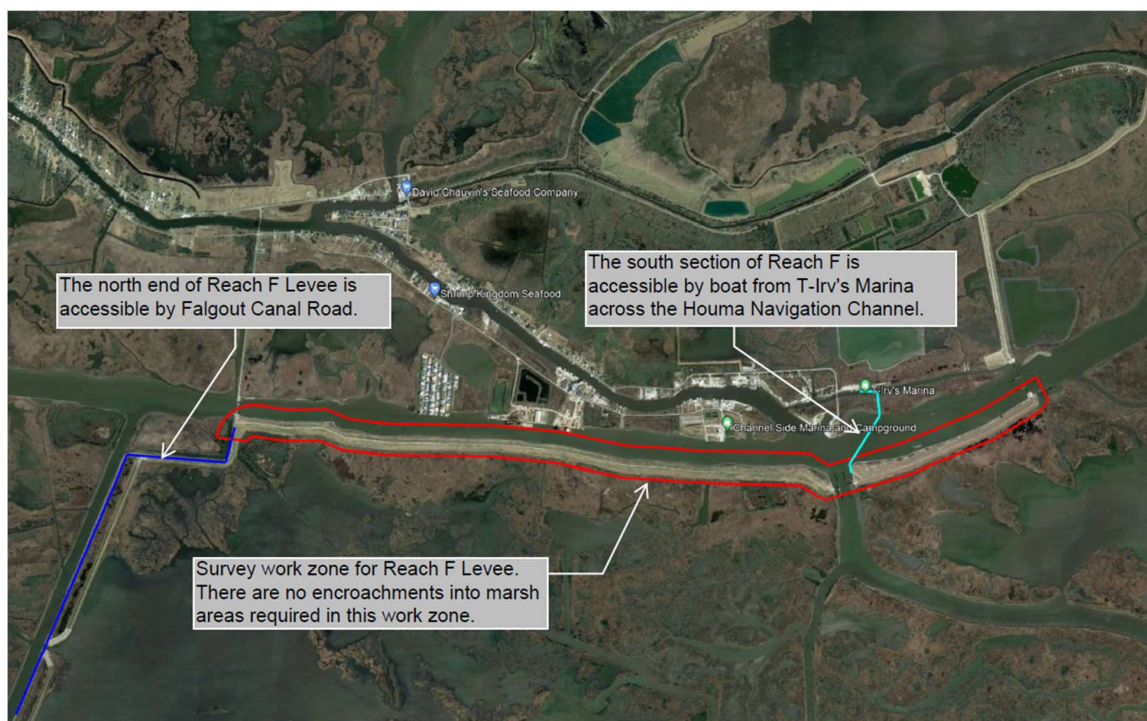 David Chauvin's Seafood Company
The north end of Reach F Levee is
accessible by Falgout Canal Road.
Shrimp Kingdom Seafood
The south section of Reach F is
accessible by boat from T-Irv's Marina
across the Houma Navigation Channel.
Irv's Marina
Channel Side Marina and Campground
Survey work zone for Reach F Levee.
There are no encroachments into marsh
areas required in this work zone.